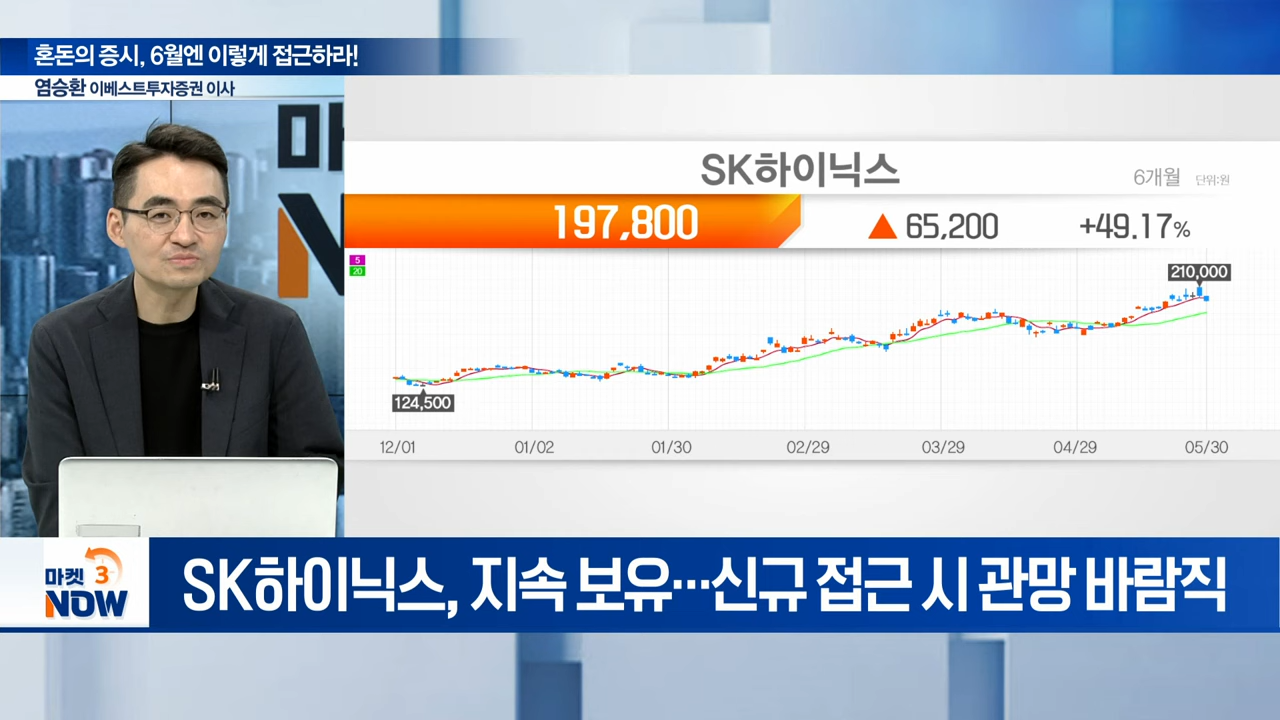 혼돈의 증시, 6월엔 이렇게 접근하라!
염승환 이베스트투자증권 이사
마
N
SK하이닉스
6개월 단위:원
197,800 ▲ 65,200 +49.17%
5
20
210,000
124,500
12/01 01/02 01/30 02/29 03/29 04/29 05/30
마켓 3
NOW
SK하이닉스, 지속 보유…신규 접근 시 관망 바람직